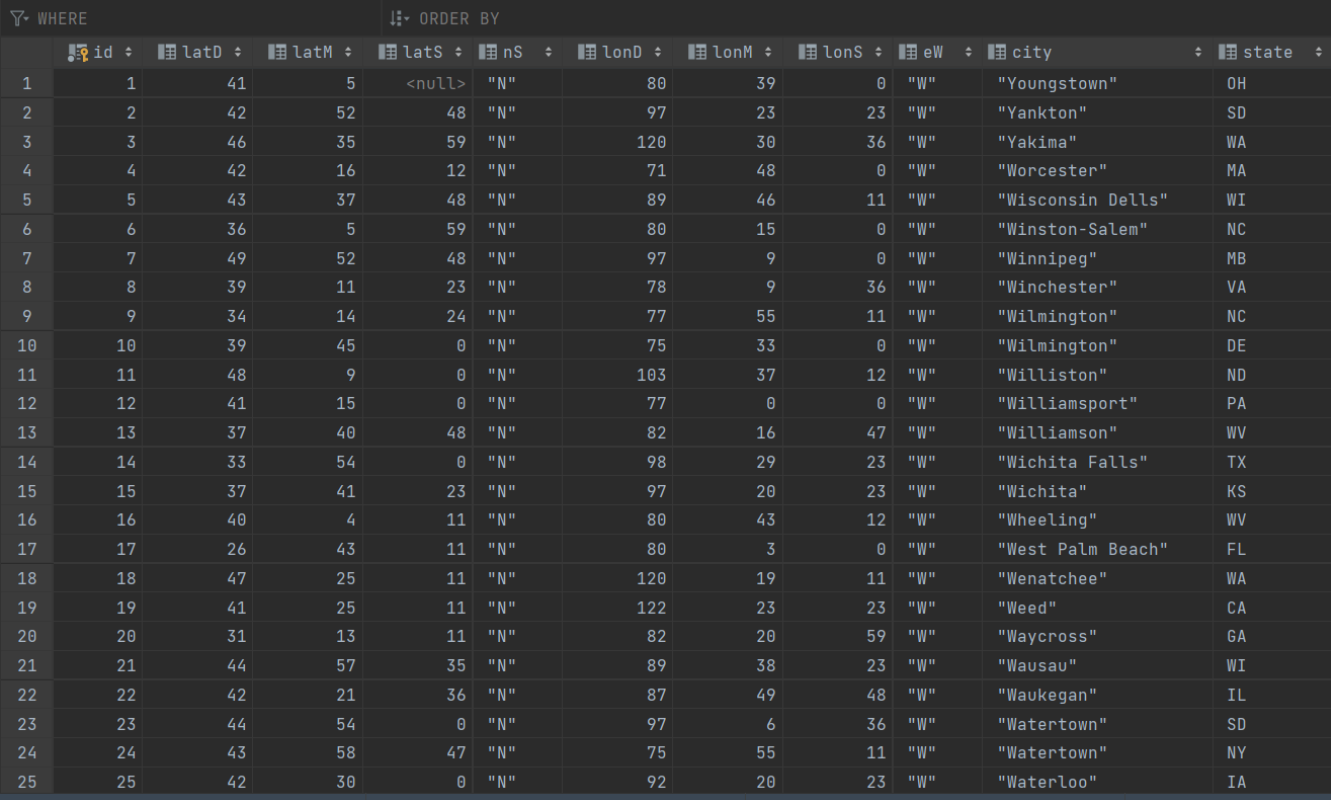 WHERE ORDER BY
id latD latM latS nS lonD lonM lonS eW city state
1 1 41 5 <null> "N" 80 39 0 "W" "Youngstown" OH
2 2 42 52 48 "N" 97 23 23 "W" "Yankton" SD
3 3 46 35 59 "N" 120 30 36 "W" "Yakima" WA
4 4 42 16 12 "N" 71 48 0 "W" "Worcester" MA
5 5 43 37 48 "N" 89 46 11 "W" "Wisconsin Dells" WI
6 6 36 5 59 "N" 80 15 0 "W" "Winston-Salem" NC
7 7 49 52 48 "N" 97 9 0 "W" "Winnipeg" MB
8 8 39 11 23 "N" 78 9 36 "W" "Winchester" VA
9 9 34 14 24 "N" 77 55 11 "W" "Wilmington" NC
10 10 39 45 0 "N" 75 33 0 "W" "Wilmington" DE
11 11 48 9 0 "N" 103 37 12 "W" "Williston" ND
12 12 41 15 0 "N" 77 0 0 "W" "Williamsport" PA
13 13 37 40 48 "N" 82 16 47 "W" "Williamson" WV
14 14 33 54 0 "N" 98 29 23 "W" "Wichita Falls" TX
15 15 37 41 23 "N" 97 20 23 "W" "Wichita" KS
16 16 40 4 11 "N" 80 43 12 "W" "Wheeling" WV
17 17 26 43 11 "N" 80 3 0 "W" "West Palm Beach" FL
18 18 47 25 11 "N" 120 19 11 "W" "Wenatchee" WA
19 19 41 25 11 "N" 122 23 23 "W" "Weed" CA
20 20 31 13 11 "N" 82 20 59 "W" "Waycross" GA
21 21 44 57 35 "N" 89 38 23 "W" "Wausau" WI
22 22 42 21 36 "N" 87 49 48 "W" "Waukegan" IL
23 23 44 54 0 "N" 97 6 36 "W" "Watertown" SD
24 24 43 58 47 "N" 75 55 11 "W" "Watertown" NY
25 25 42 30 0 "N" 92 20 23 "W" "Waterloo" IA